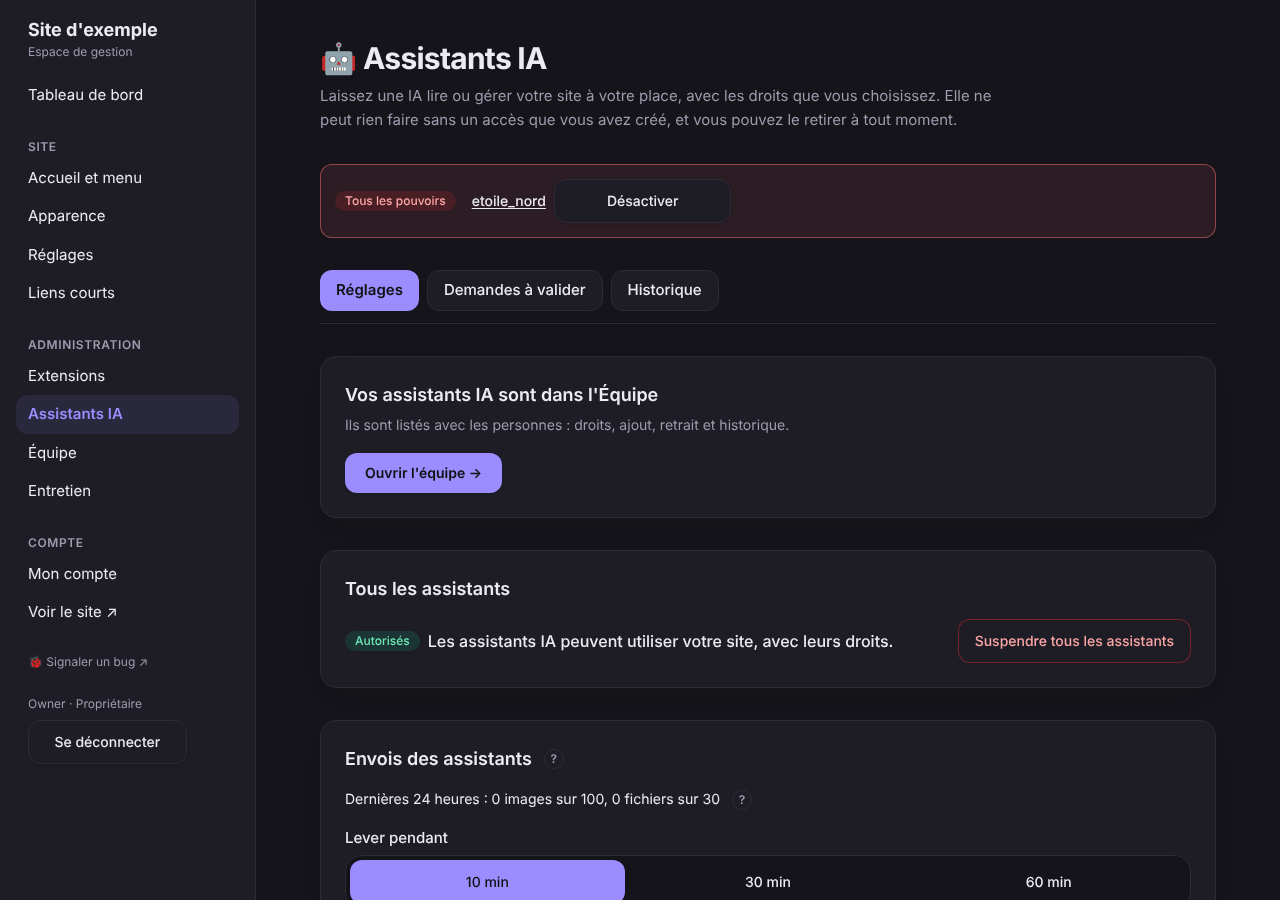 Site d'exemple
Espace de gestion
Tableau de bord
SITE
Accueil et menu
Apparence
Réglages
Liens courts
ADMINISTRATION
Extensions
Assistants IA
Équipe
Entretien
COMPTE
Mon compte
Voir le site ↗
🐞 Signaler un bug ↗
Owner · Propriétaire
Se déconnecter
🤖 Assistants IA
Laissez une IA lire ou gérer votre site à votre place, avec les droits que vous choisissez. Elle ne
peut rien faire sans un accès que vous avez créé, et vous pouvez le retirer à tout moment.
Tous les pouvoirs etoile_nord Désactiver
Réglages Demandes à valider Historique
Vos assistants IA sont dans l'Équipe
Ils sont listés avec les personnes : droits, ajout, retrait et historique.
Ouvrir l'équipe →
Tous les assistants
Autorisés Les assistants IA peuvent utiliser votre site, avec leurs droits. Suspendre tous les assistants
Envois des assistants ?
Dernières 24 heures : 0 images sur 100, 0 fichiers sur 30 ?
Lever pendant
10 min 30 min 60 min